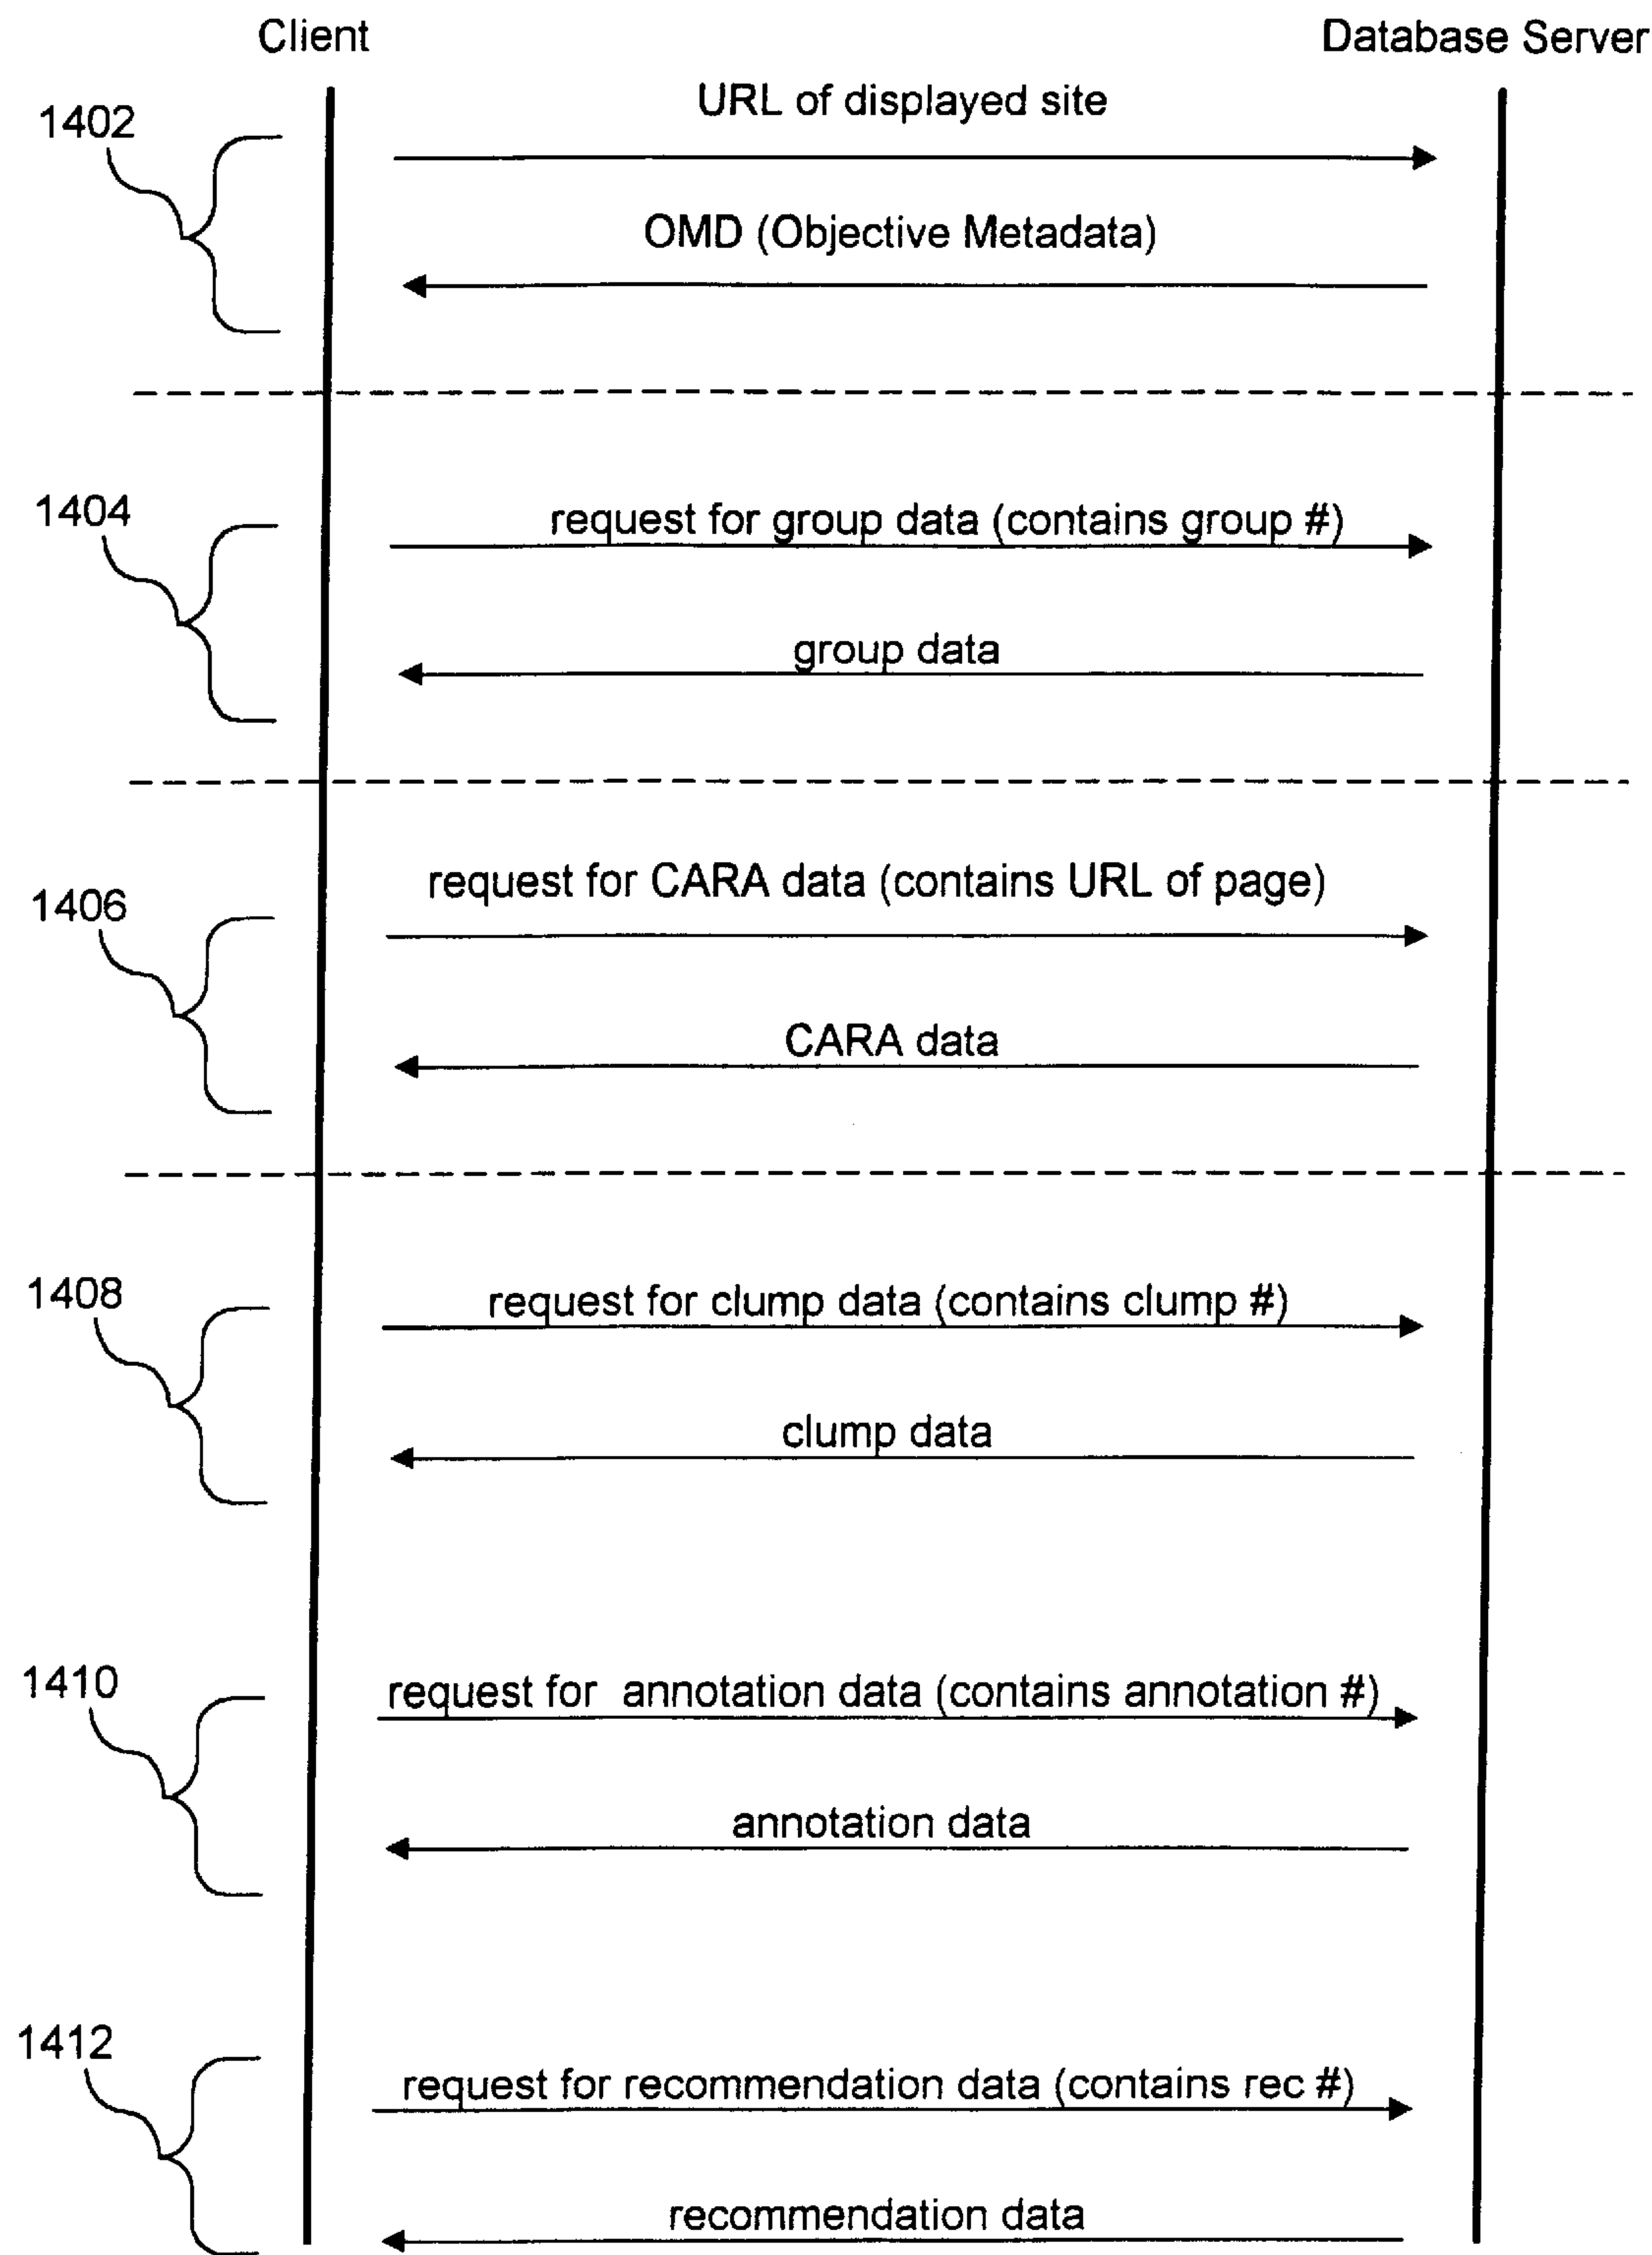 Client
Database Server
URL of displayed site
1402
OMD (Objective Metadata)
1404
request for group data (contains group #)
group data
request for CARA data (contains URL of page)
1406
CARA data
1408
request for clump data (contains clump #)
clump data
1410
request for annotation data (contains annotation #)
annotation data
1412
request for recommendation data (contains rec #)
recommendation data